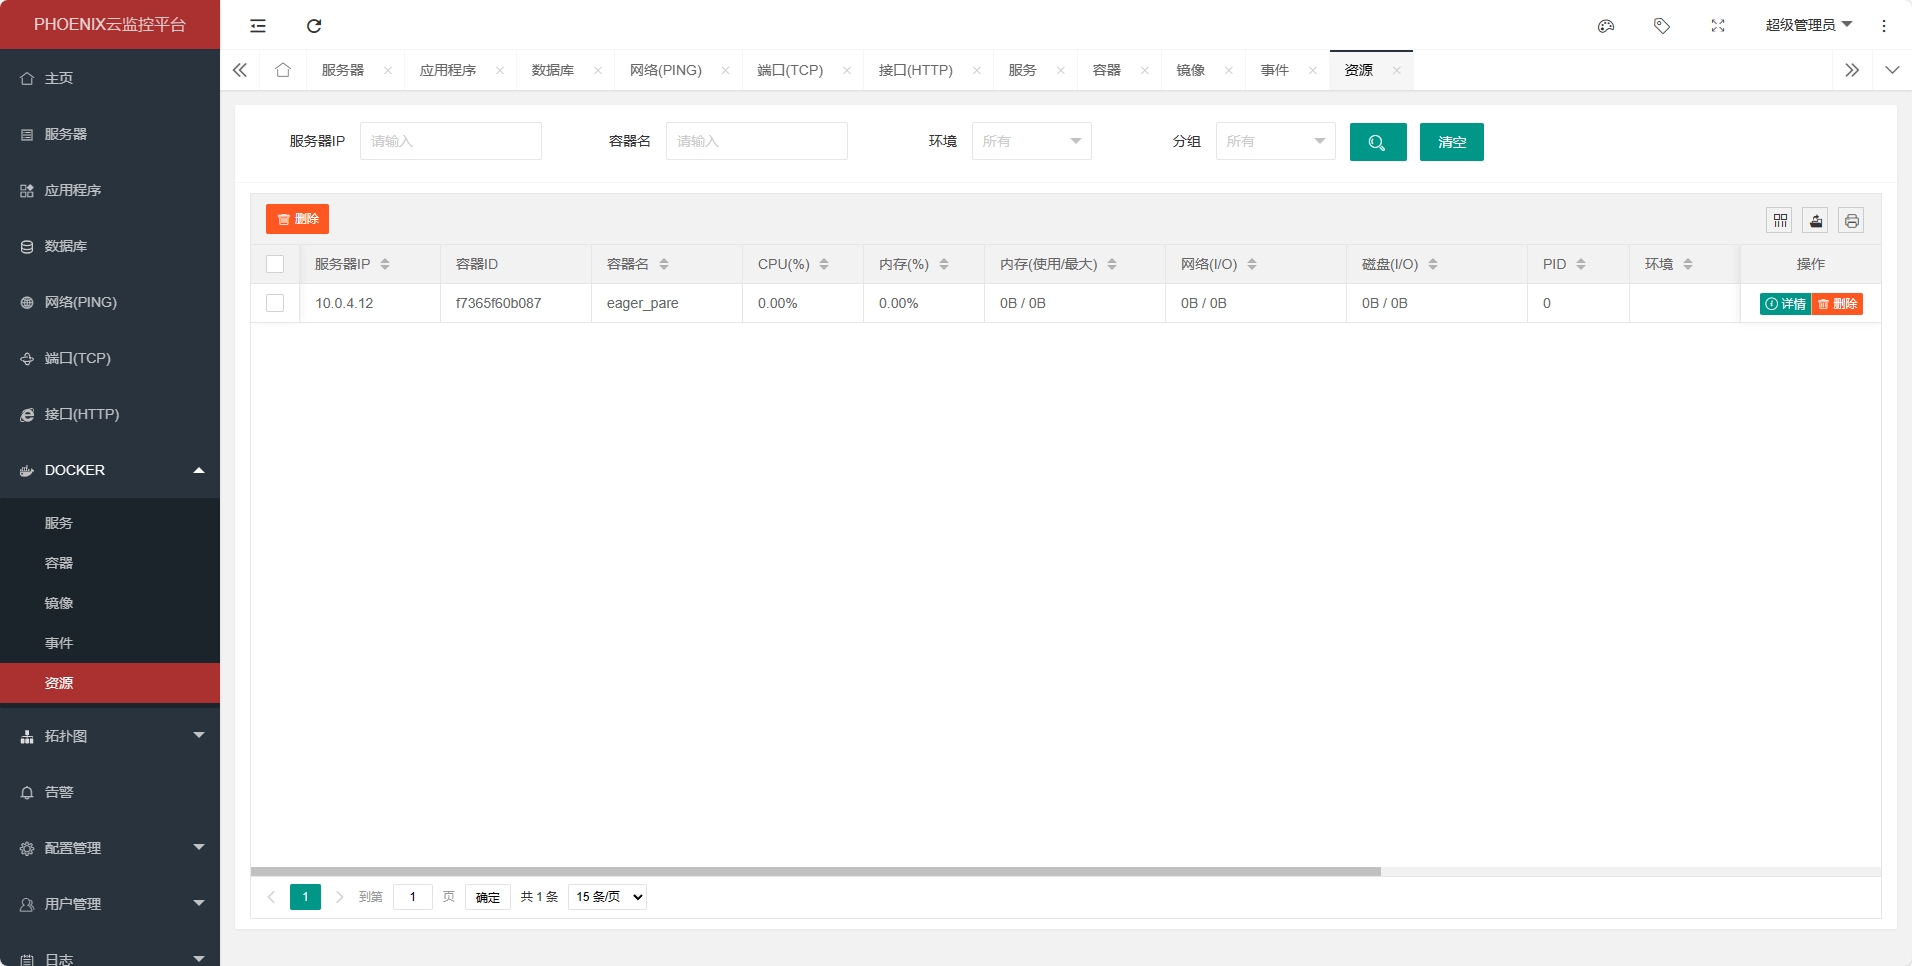 PHOENIX云监控平台
超级管理员
主页
服务器
应用程序
数据库
网络(PING)
端口(TCP)
接口(HTTP)
DOCKER
服务
容器
镜像
事件
资源
拓扑图
告警
配置管理
用户管理
日志
服务器 应用程序 数据库 网络(PING) 端口(TCP) 接口(HTTP) 服务 容器 镜像 事件 资源
服务器IP 请输入 容器名 请输入 环境 所有 分组 所有 清空
删除
服务器IP 容器ID 容器名 CPU(%) 内存(%) 内存(使用/最大) 网络(I/O) 磁盘(I/O) PID 环境 操作
10.0.4.12 f7365f60b087 eager_pare 0.00% 0.00% 0B / 0B 0B / 0B 0B / 0B 0 详情 删除
1 到第 1 页 确定 共 1 条 15 条/页